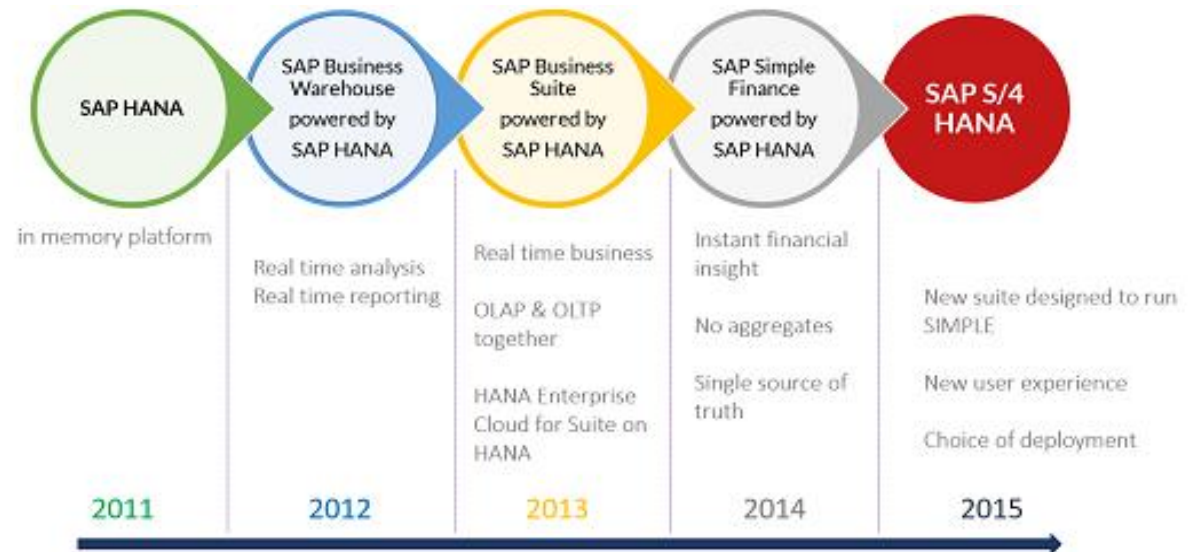 SAP HANA
SAP Business
Warehouse
powered by
SAP HANA
SAP Business
Suite
powered by
SAP HANA
SAP Simple
Finance
powered by
SAP HANA
SAP S/4
HANA
in memory platform
Real time analysis
Real time reporting
Real time business
OLAP & OLTP
together
HANA Enterprise
Cloud for Suite on
HANA
Instant financial
insight
No aggregates
Single source of
truth
New suite designed to run
SIMPLE
New user experience
Choice of deployment
2011
2012
2013
2014
2015